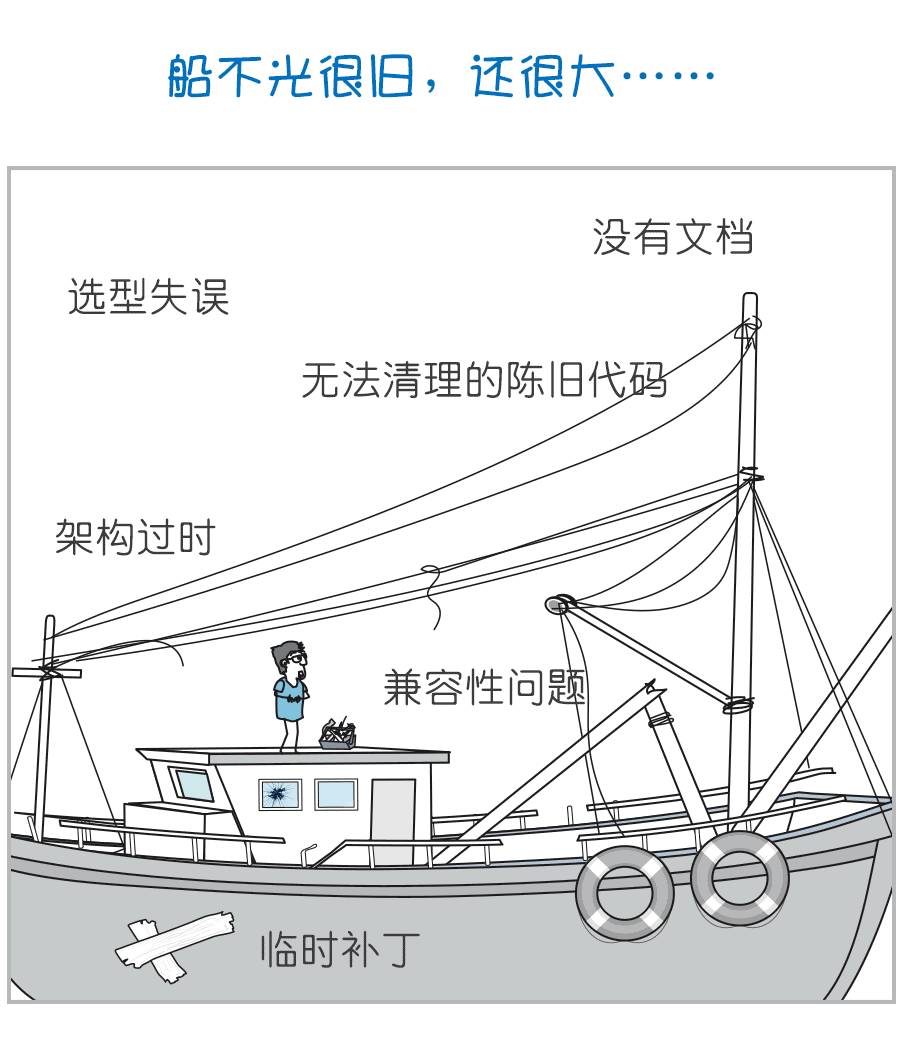 船不光很旧，还很大……
没有文档
选型失误
无法清理的陈旧代码
架构过时
兼容性问题
临时补丁